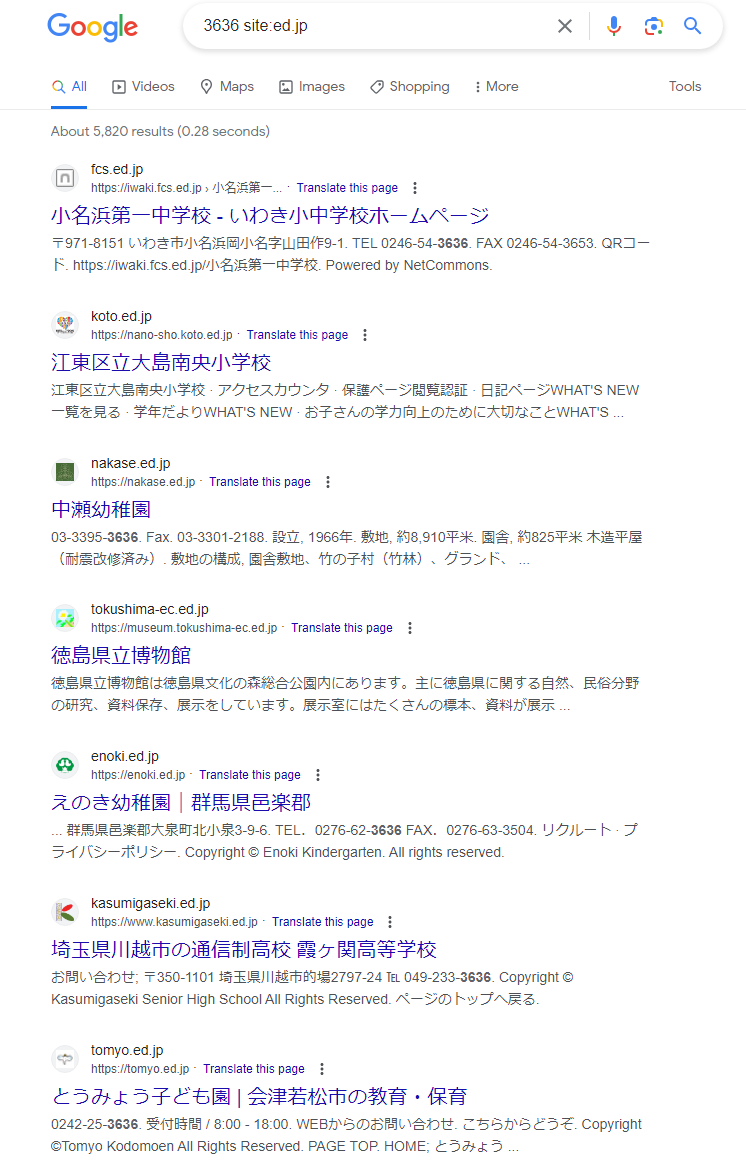 Google
3636 site:ed.jp
All Videos Maps Images Shopping More Tools
About 5,820 results (0.28 seconds)
fcs.ed.jp
https://iwaki.fcs.ed.jp › 小名浜第一... · Translate this page
小名浜第一中学校 - いわき小中学校ホームページ
〒971-8151 いわき市小名浜岡小名字山田作9-1. TEL 0246-54-3636. FAX 0246-54-3653. QRコー
ド. https://iwaki.fcs.ed.jp/小名浜第一中学校. Powered by NetCommons.
koto.ed.jp
https://nano-sho.koto.ed.jp · Translate this page
江東区立大島南央小学校
江東区立大島南央小学校 · アクセスカウンタ · 保護ページ閲覧認証 · 日記ページWHAT'S NEW
一覧を見る · 学年だよりWHAT'S NEW · お子さんの学力向上のために大切なことWHAT'S ...
nakase.ed.jp
https://nakase.ed.jp · Translate this page
中瀬幼稚園
03-3395-3636. Fax. 03-3301-2188. 設立, 1966年. 敷地, 約8,910平米. 園舎, 約825平米 木造平屋
（耐震改修済み）. 敷地の構成, 園舎敷地、竹の子村（竹林）、グランド、 ...
tokushima-ec.ed.jp
https://museum.tokushima-ec.ed.jp · Translate this page
徳島県立博物館
徳島県立博物館は徳島県文化の森総合公園内にあります。主に徳島県に関する自然、民俗分野
の研究、資料保存、展示をしています。展示室にはたくさんの標本、資料が展示 ...
enoki.ed.jp
https://enoki.ed.jp · Translate this page
えのき幼稚園｜群馬県邑楽郡
... 群馬県邑楽郡大泉町北小泉3-9-6. TEL．0276-62-3636 FAX．0276-63-3504. リクルート · プ
ライバシーポリシー. Copyright © Enoki Kindergarten. All rights reserved.
kasumigaseki.ed.jp
https://www.kasumigaseki.ed.jp · Translate this page
埼玉県川越市の通信制高校 霞ヶ関高等学校
お問い合わせ; 〒350-1101 埼玉県川越市的場2797-24 ℡ 049-233-3636. Copyright ©
Kasumigaseki Senior High School All Rights Reserved. ページのトップへ戻る.
tomyo.ed.jp
https://tomyo.ed.jp · Translate this page
とうみょう子ども園 | 会津若松市の教育・保育
0242-25-3636. 受付時間 / 8:00 - 18:00. WEBからのお問い合わせ. こちらからどうぞ. Copyright
©Tomyo Kodomoen All Rights Reserved. PAGE TOP. HOME; とうみょう ...